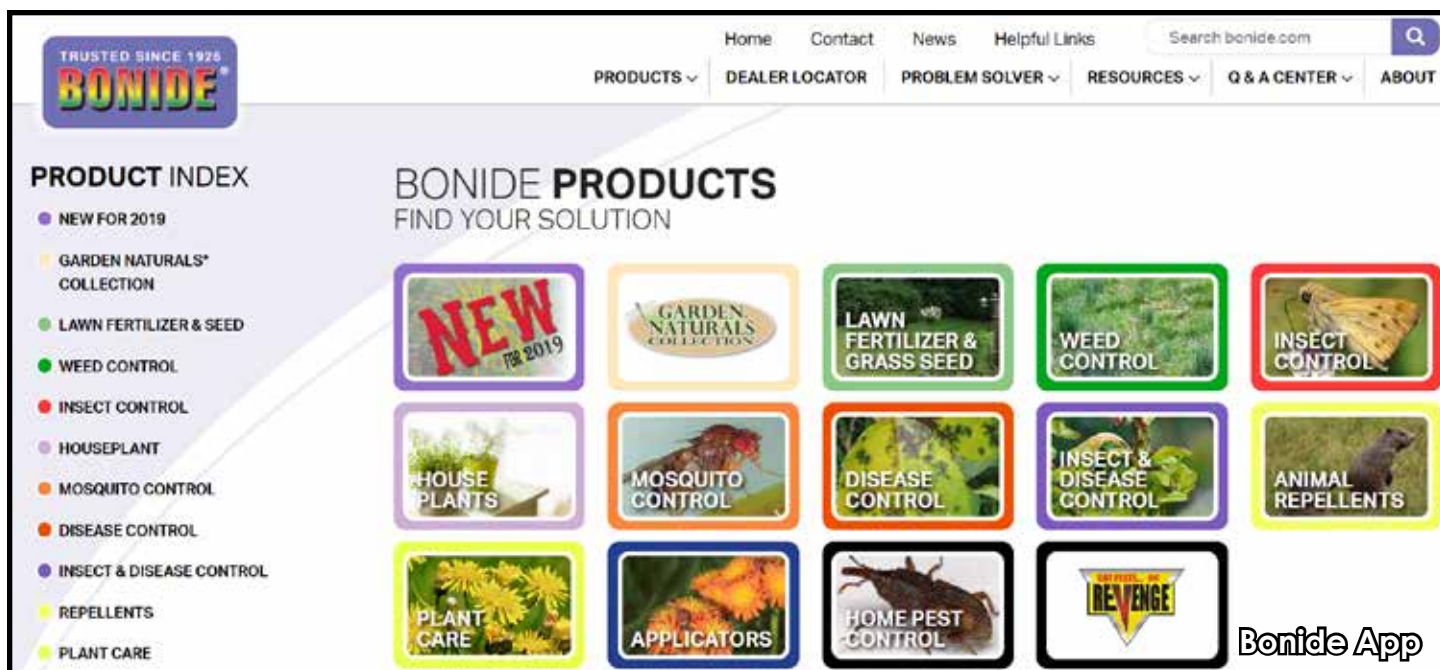 Home Contact News Helpful Links Search bonide.com
TRUSTED SINCE 1926
BONIDE®
PRODUCTS DEALER LOCATOR PROBLEM SOLVER RESOURCES Q & A CENTER ABOUT
PRODUCT INDEX
NEW FOR 2019
GARDEN NATURALS®
COLLECTION
LAWN FERTILIZER & SEED
WEED CONTROL
INSECT CONTROL
HOUSEPLANT
MOSQUITO CONTROL
DISEASE CONTROL
INSECT & DISEASE CONTROL
REPELLENTS
PLANT CARE
BONIDE PRODUCTS
FIND YOUR SOLUTION
NEW
FOR 2019
GARDEN
NATURALS
COLLECTION
LAWN
FERTILIZER &
GRASS SEED
WEED
CONTROL
INSECT
CONTROL
HOUSE
PLANTS
MOSQUITO
CONTROL
DISEASE
CONTROL
INSECT &
DISEASE
CONTROL
ANIMAL
REPELLENTS
PLANT
CARE
APPLICATORS
HOME PEST
CONTROL
REVENGE
Bonide App